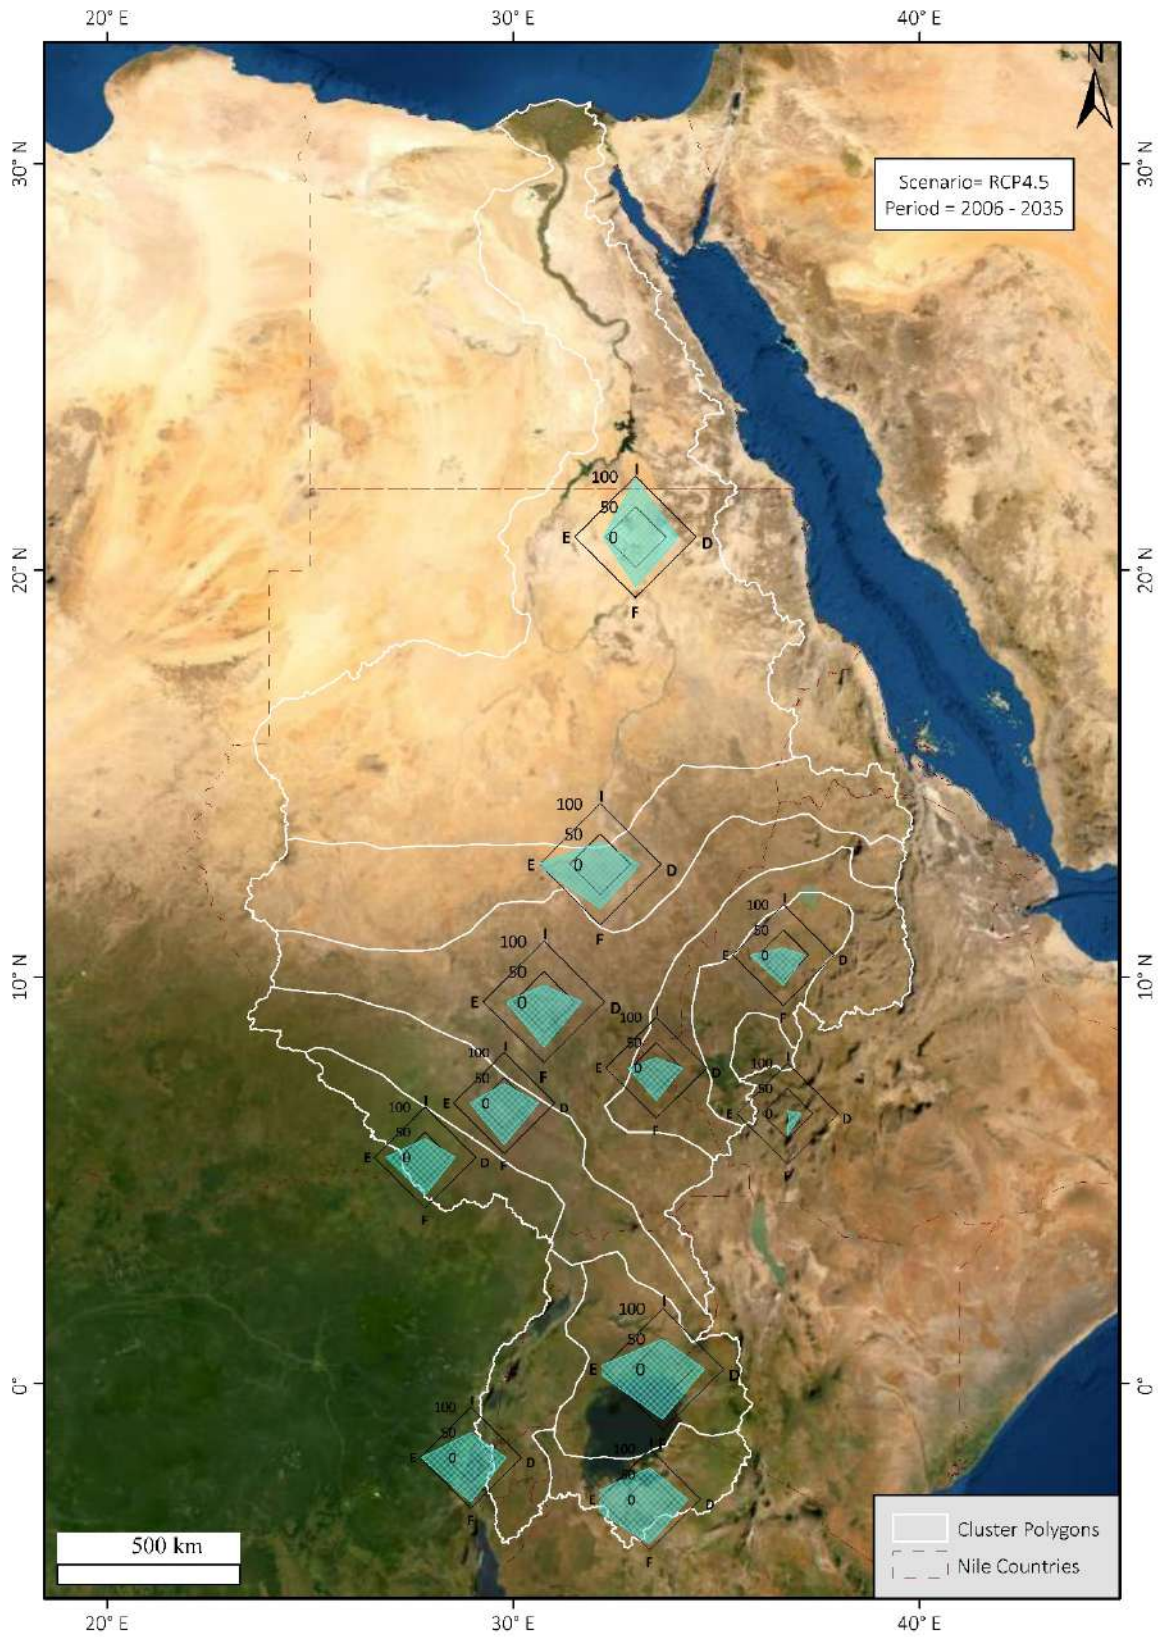 20° E 30° E 40° E
N
30° N 30° N
Scenario= RCP4.5
Period = 2006 - 2035
I
100
50
E 0 D
F
20° N 20° N
I
100
50
E 0 D
F
I
100
50
E 0 D
F
10° N 10° N
I
100
50
E 0 D
F
I
100
50
E 0 D
F
I
100
50
E 0 D
F
I
100
50
E 0 D
F
I
100
50
E 0 D
F
I
100
50
E 0 D
0° 0°
I
100
50
E 0 D
F
100
50
E 0 D
F
500 km
Cluster Polygons
Nile Countries
20° E 30° E 40° E